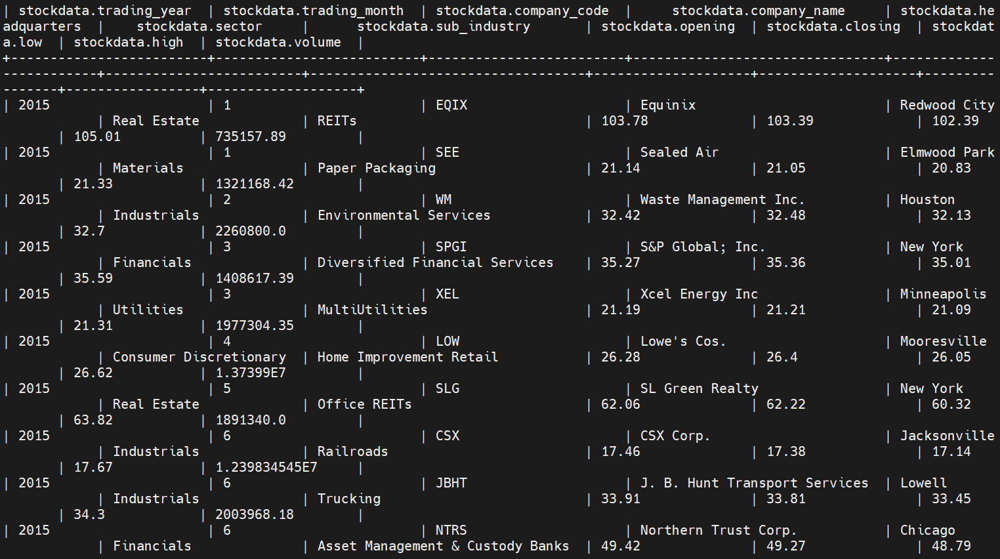 | stockdata.trading_year  | stockdata.trading_month  | stockdata.company_code  |     stockdata.company_name     | stockdata.he
adquarters  |    stockdata.sector     |      stockdata.sub_industry       | stockdata.opening  | stockdata.closing  | stockdat
a.low  | stockdata.high  | stockdata.volume  |
+-------------------------+--------------------------+-------------------------+--------------------------------+-------------
------------+-------------------------+-----------------------------------+--------------------+--------------------+---------
-------+-----------------+-------------------+
| 2015                    | 1                        | EQIX                    | Equinix                        | Redwood City
            | Real Estate             | REITs                             | 103.78             | 103.39             | 102.39
       | 105.01          | 735157.89         |
| 2015                    | 1                        | SEE                     | Sealed Air                     | Elmwood Park
            | Materials               | Paper Packaging                   | 21.14              | 21.05              | 20.83
       | 21.33           | 1321168.42        |
| 2015                    | 2                        | WM                      | Waste Management Inc.          | Houston
            | Industrials             | Environmental Services            | 32.42              | 32.48              | 32.13
       | 32.7            | 2260800.0         |
| 2015                    | 3                        | SPGI                    | S&P Global; Inc.               | New York
            | Financials              | Diversified Financial Services    | 35.27              | 35.36              | 35.01
       | 35.59           | 1408617.39        |
| 2015                    | 3                        | XEL                     | Xcel Energy Inc                | Minneapolis
            | Utilities               | MultiUtilities                    | 21.19              | 21.21              | 21.09
       | 21.31           | 1977304.35        |
| 2015                    | 4                        | LOW                     | Lowe's Cos.                    | Mooresville
            | Consumer Discretionary  | Home Improvement Retail           | 26.28              | 26.4               | 26.05
       | 26.62           | 1.37399E7         |
| 2015                    | 5                        | SLG                     | SL Green Realty                | New York
            | Real Estate             | Office REITs                      | 62.06              | 62.22              | 60.32
       | 63.82           | 1891340.0         |
| 2015                    | 6                        | CSX                     | CSX Corp.                      | Jacksonville
            | Industrials             | Railroads                         | 17.46              | 17.38              | 17.14
       | 17.67           | 1.239834545E7     |
| 2015                    | 6                        | JBHT                    | J. B. Hunt Transport Services  | Lowell
            | Industrials             | Trucking                          | 33.91              | 33.81              | 33.45
       | 34.3            | 2003968.18        |
| 2015                    | 6                        | NTRS                    | Northern Trust Corp.           | Chicago
            | Financials              | Asset Management & Custody Banks  | 49.42              | 49.27              | 48.79